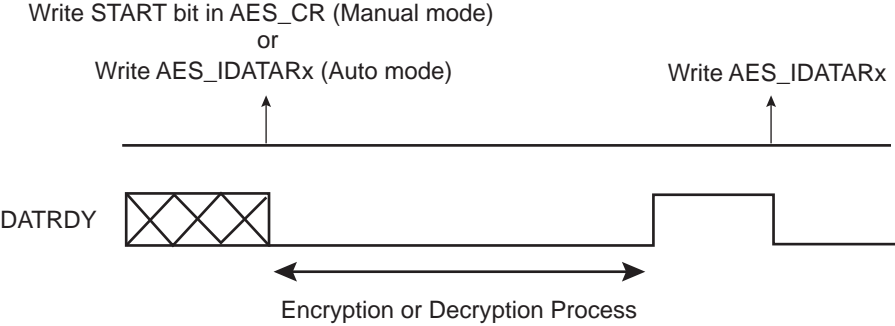 Write START bit in AES_CR (Manual mode)
or
Write AES_IDATARx (Auto mode)
Write AES_IDATARx
DATRDY
Encryption or Decryption Process